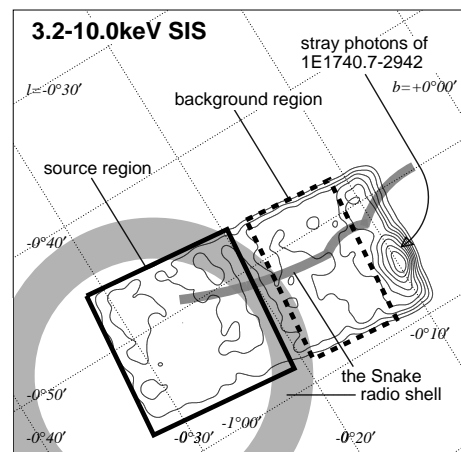 3.2-10.0keV SIS
stray photons of
1E1740.7-2942
l=-0°30′
b=+0°00′
background region
source region
-0°40′
-0°10′
the Snake
radio shell
-0°50′
-1°00′
-0°40′
-0°30′
-0°20′